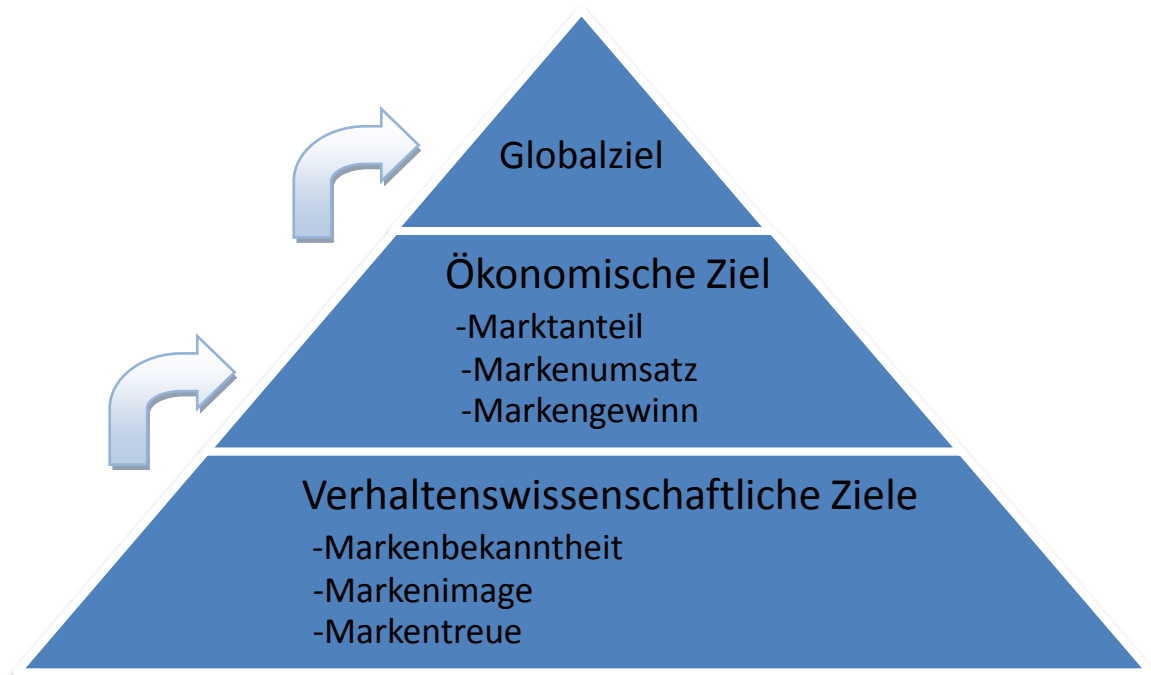 Globalziel
Ökonomische Ziel
-Marktanteil
-Markenumsatz
-Markengewinn
Verhaltenswissenschaftliche Ziele
-Markenbekanntheit
-Markenimage
-Markentreue